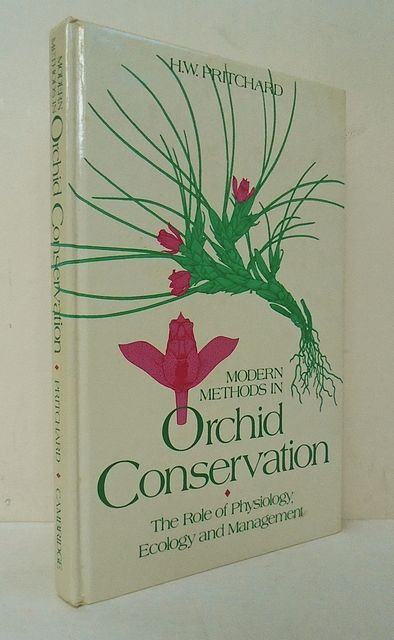 H.W. PRITCHARD
MODERN
METHODS IN
Orchid
Conservation
The Role of Physiology,
Ecology and Management
MODERN
METHODS IN
Orchid Conservation
PRITCHARD
CAMBRIDGE